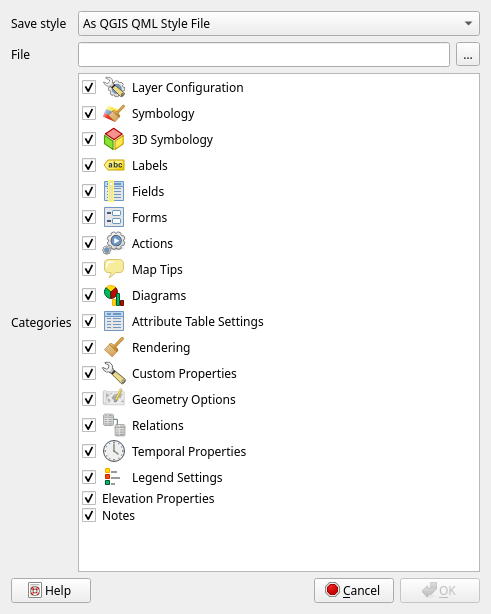 Save style As QGIS QML Style File
File ...
Layer Configuration
Symbology
3D Symbology
abc Labels
Fields
Forms
Actions
Map Tips
Diagrams
Categories Attribute Table Settings
Rendering
Custom Properties
Geometry Options
Relations
Temporal Properties
Legend Settings
Elevation Properties
Notes
Help Cancel OK